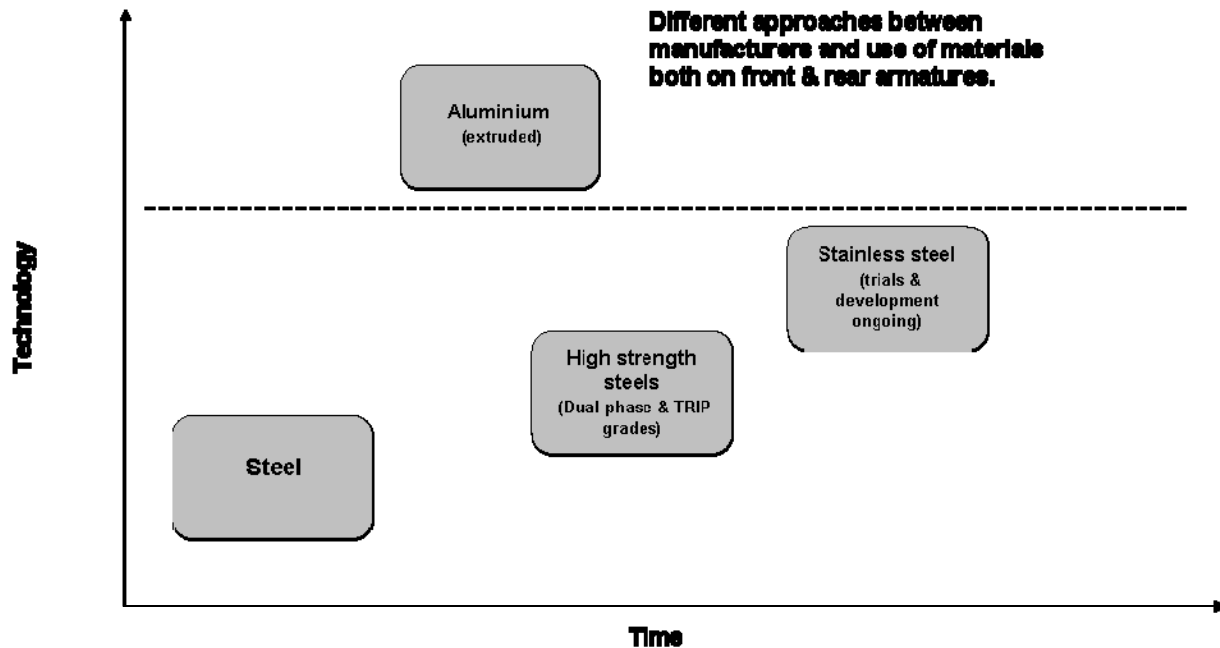 Different approaches between
manufacturers and use of materials
both on front & rear armatures.
Aluminium
(extruded)
Stainless steel
(trials &
development
ongoing)
High strength
steels
(Dual phase & TRIP
grades)
Steel
Technology
Time